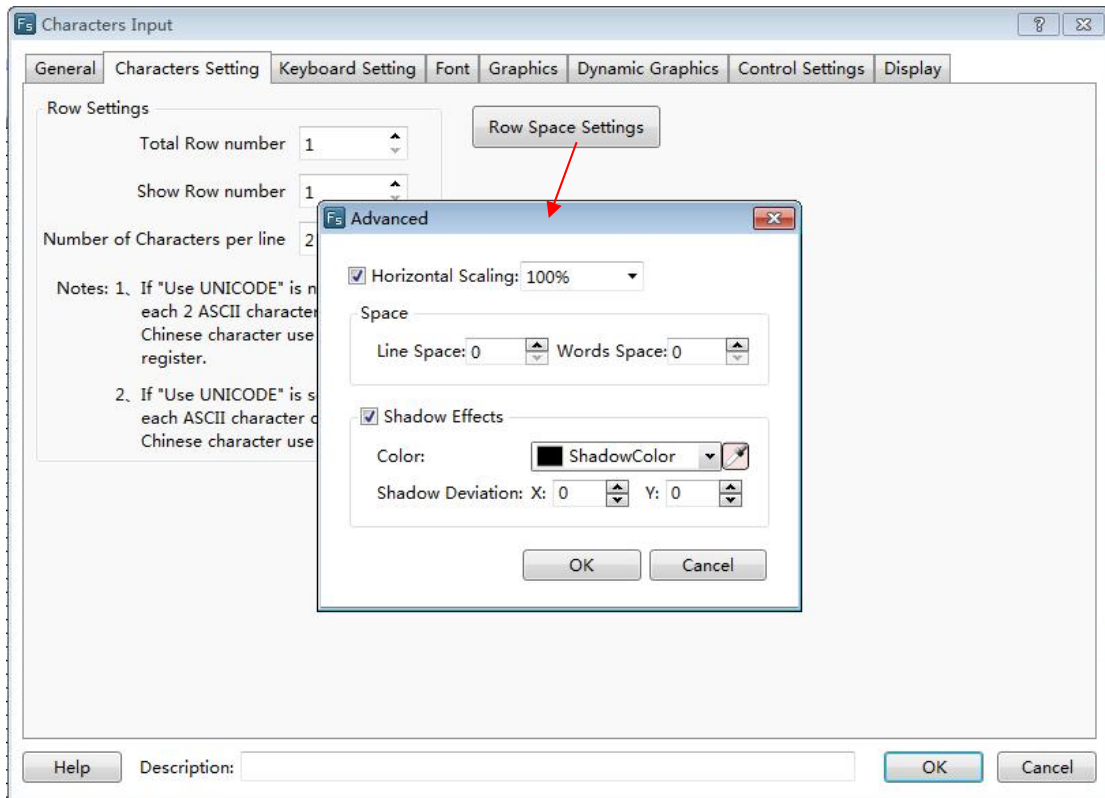 Characters Input
General Characters Setting Keyboard Setting Font Graphics Dynamic Graphics Control Settings Display
Row Settings
Total Row number 1
Row Space Settings
Show Row number 1
Number of Characters per line 2
Notes: 1、If "Use UNICODE" is
each 2 ASCII
Chinese character use
register.
2、If "Use UNICODE" is
each ASCII character
Chinese character use
Advanced
Horizontal Scaling: 100%
Space
Line Space: 0 Words Space: 0
Shadow Effects
Color: ShadowColor
Shadow Deviation: X: 0 Y: 0
OK Cancel
Help Description: OK Cancel